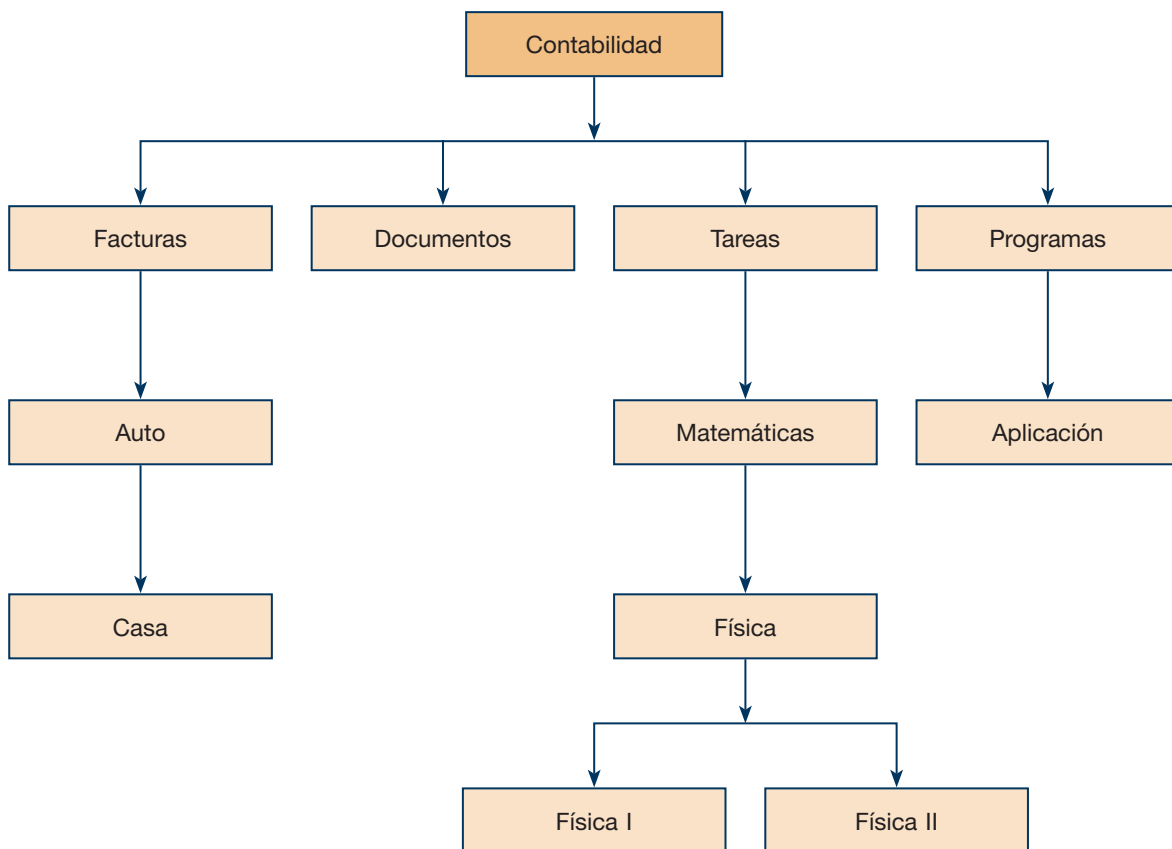 Contabilidad
Facturas
Documentos
Tareas
Programas
Auto
Matemáticas
Aplicación
Casa
Física
Física I
Física II